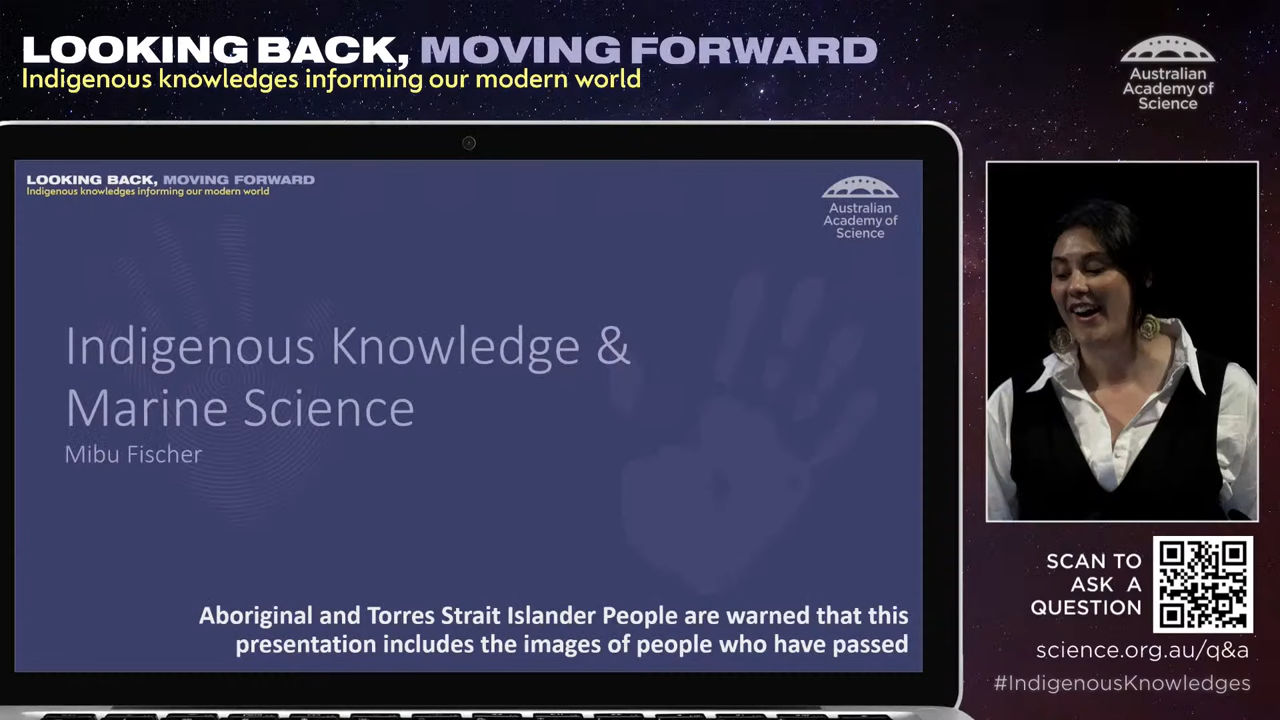 LOOKING BACK, MOVING FORWARD
Indigenous knowledges informing our modern world
Australian
Academy of
Science
LOOKING BACK, MOVING FORWARD
Indigenous knowledges informing our modern world
Australian
Academy of
Science
Indigenous Knowledge &
Marine Science
Mibu Fischer
Aboriginal and Torres Strait Islander People are warned that this
presentation includes the images of people who have passed
SCAN TO
ASK A
QUESTION
science.org.au/q&a
#IndigenousKnowledges